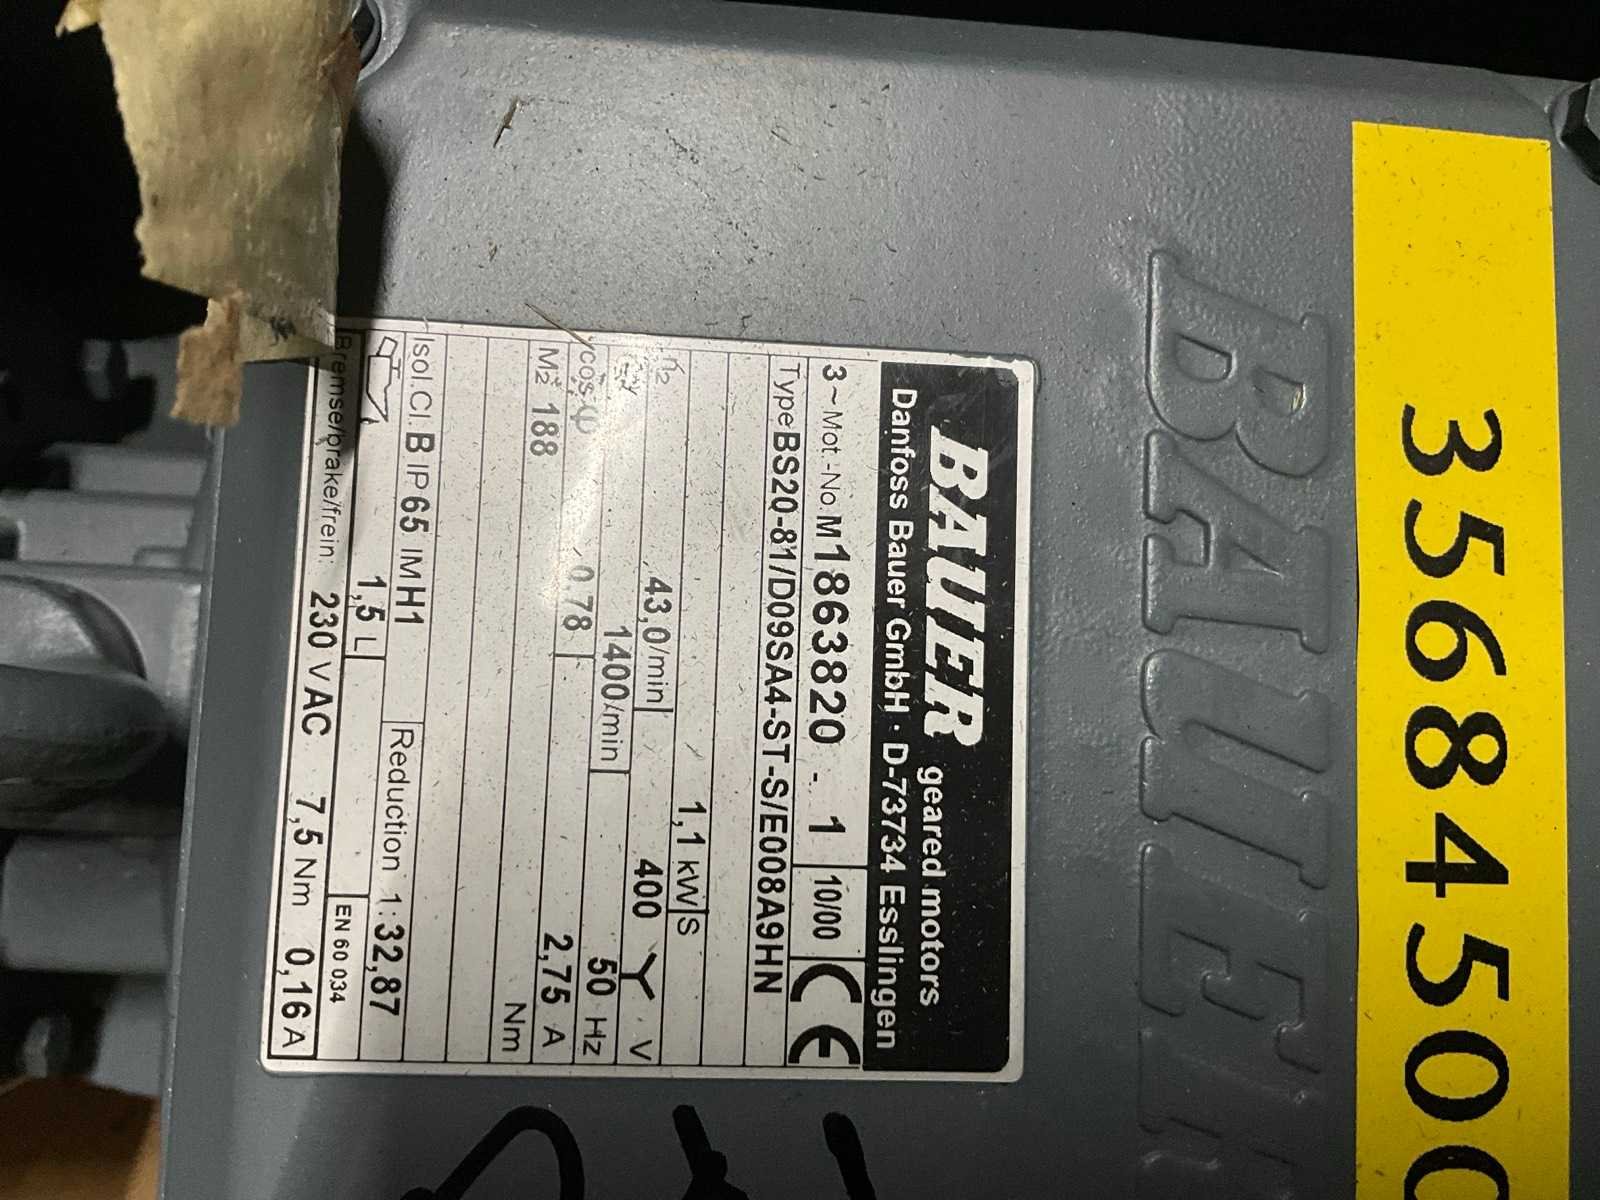 3568450
BAUER
BAUER geared motors
Danfoss Bauer GmbH · D-73734 Esslingen
3 ~ Mot.-No. M1863820 - 1 10/00 CE
Type BS20-81/D09SA4-ST-S/E008A9HN
1,1 kW S
n2 43,0/min 400 Y V
1400/min 50 Hz
cos φ 0,78 2,75 A
M2 188 Nm
Isol.Cl. B IP 65 IM H1 Reduction 1:32,87
1,5 L EN 60 034
Bremse/brake/frein: 230 V AC 7,5 Nm 0,16 A